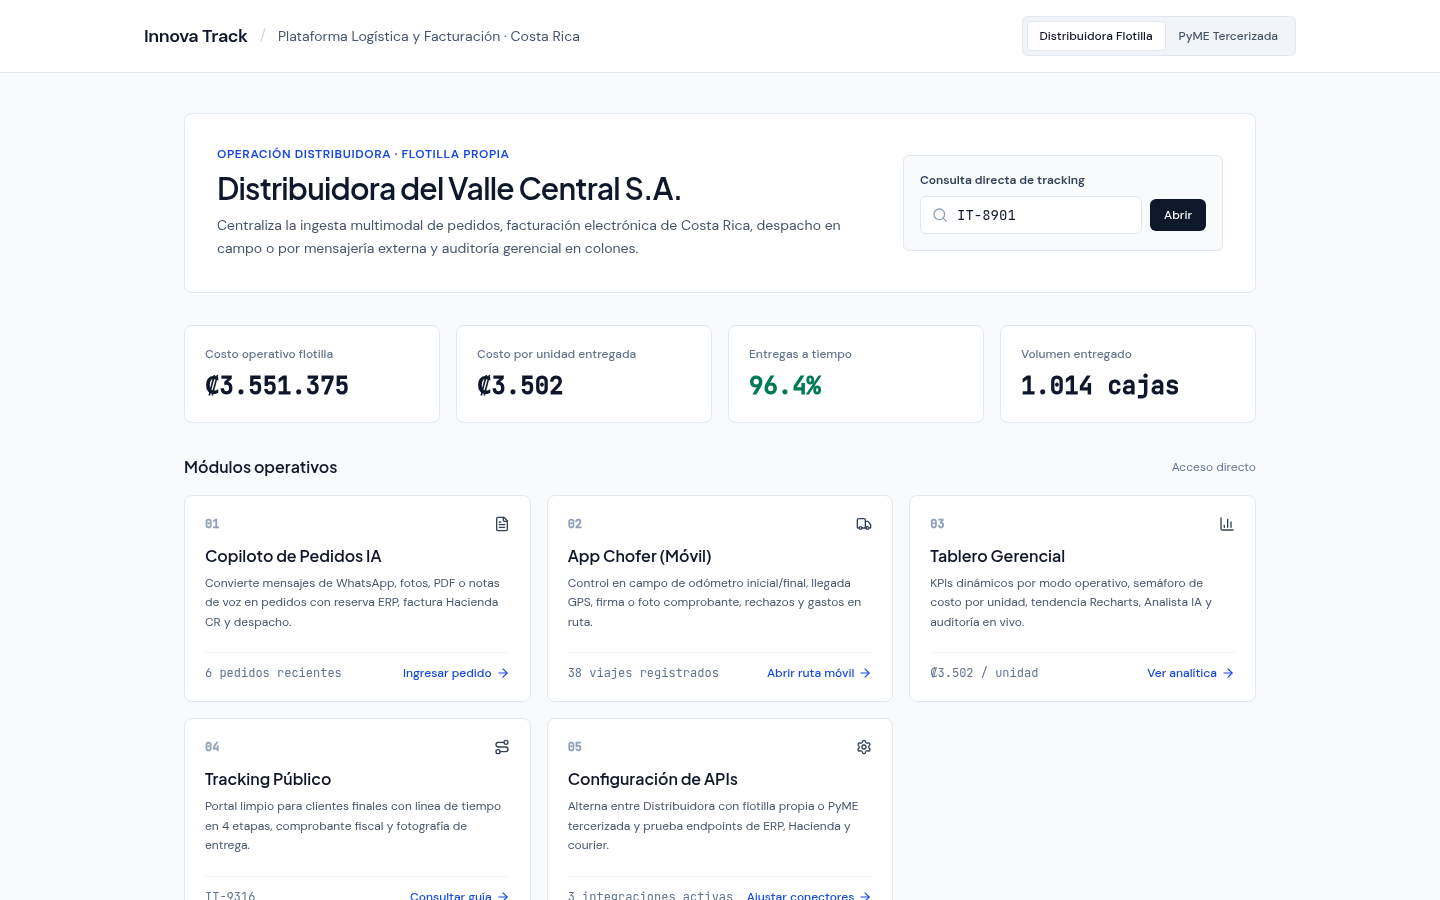 Innova Track / Plataforma Logística y Facturación · Costa Rica
Distribuidora Flotilla
PyME Tercerizada
OPERACIÓN DISTRIBUIDORA · FLOTILLA PROPIA
Distribuidora del Valle Central S.A.
Centraliza la ingesta multimodal de pedidos, facturación electrónica de Costa Rica, despacho en
campo o por mensajería externa y auditoría gerencial en colones.
Consulta directa de tracking
IT-8901
Abrir
Costo operativo flotilla
₡3.551.375
Costo por unidad entregada
₡3.502
Entregas a tiempo
96.4%
Volumen entregado
1.014 cajas
Módulos operativos
Acceso directo
01
Copiloto de Pedidos IA
Convierte mensajes de WhatsApp, fotos, PDF o notas
de voz en pedidos con reserva ERP, factura Hacienda
CR y despacho.
6 pedidos recientes
Ingresar pedido →
02
App Chofer (Móvil)
Control en campo de odómetro inicial/final, llegada
GPS, firma o foto comprobante, rechazos y gastos en
ruta.
38 viajes registrados
Abrir ruta móvil →
03
Tablero Gerencial
KPIs dinámicos por modo operativo, semáforo de
costo por unidad, tendencia Recharts, Analista IA y
auditoría en vivo.
₡3.502 / unidad
Ver analítica →
04
Tracking Público
Portal limpio para clientes finales con línea de tiempo
en 4 etapas, comprobante fiscal y fotografía de
entrega.
IT-9316
Consultar guía →
05
Configuración de APIs
Alterna entre Distribuidora con flotilla propia o PyME
tercerizada y prueba endpoints de ERP, Hacienda y
courier.
3 integraciones activas
Ajustar conectores →